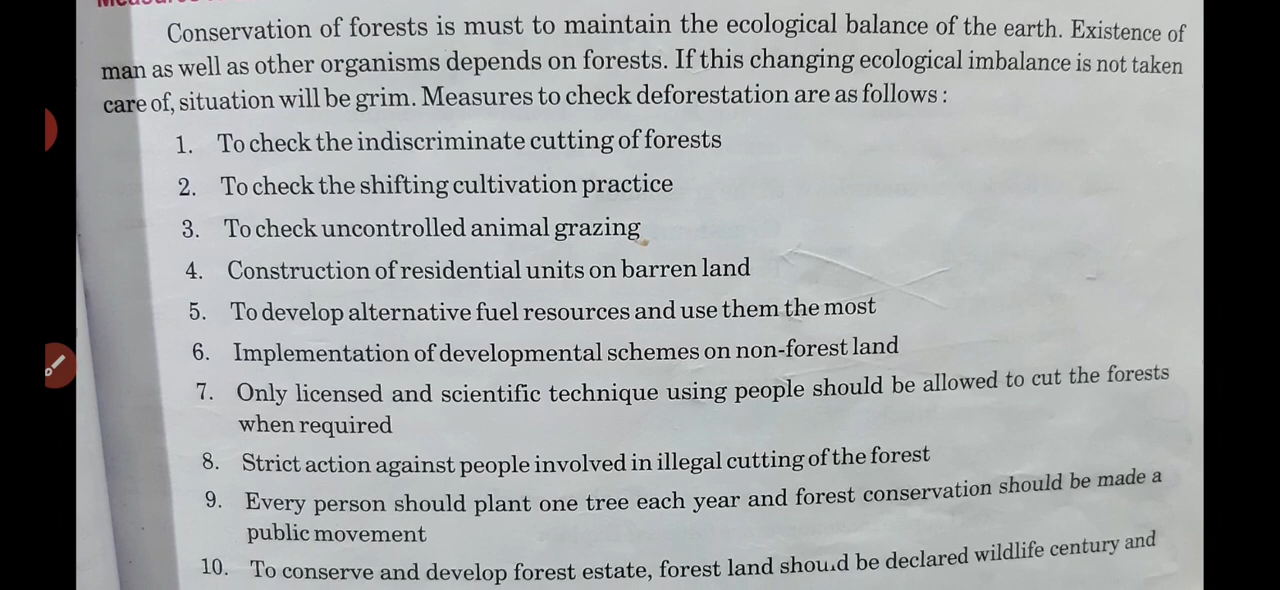 Conservation of forests is must to maintain the ecological balance of the earth. Existence of
man as well as other organisms depends on forests. If this changing ecological imbalance is not taken
care of, situation will be grim. Measures to check deforestation are as follows :
1. To check the indiscriminate cutting of forests
2. To check the shifting cultivation practice
3. To check uncontrolled animal grazing
4. Construction of residential units on barren land
5. To develop alternative fuel resources and use them the most
6. Implementation of developmental schemes on non-forest land
7. Only licensed and scientific technique using people should be allowed to cut the forests
when required
8. Strict action against people involved in illegal cutting of the forest
9. Every person should plant one tree each year and forest conservation should be made a
public movement
10. To conserve and develop forest estate, forest land should be declared wildlife century and